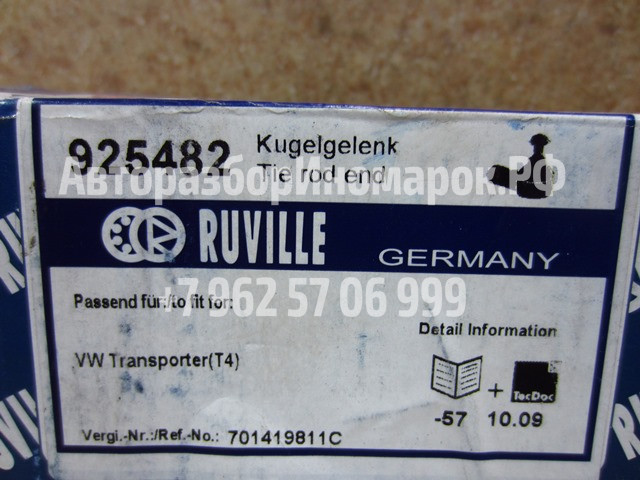 925482
Kugelgelenk
Tie rod end
АвторазборИномарок.РФ
RUVILLE
GERMANY
Passend für:/to fit for:
+7 962 57 06 999
Detail Information
VW Transporter(T4)
+
TecDoc
-57 10.09
Vergl.-Nr.:/Ref.-No.: 701419811C